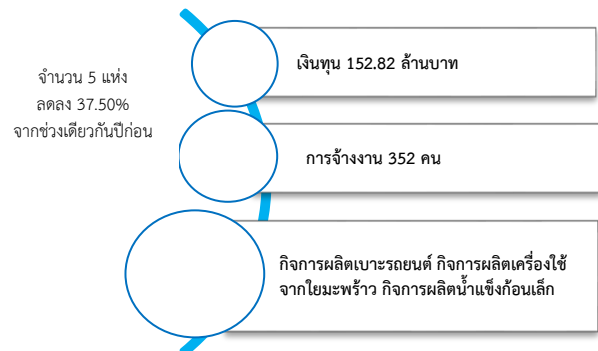 จำนวน 5 แห่ง
ลดลง 37.50%
จากช่วงเดียวกันปีก่อน
เงินทุน 152.82 ล้านบาท
การจ้างงาน 352 คน
กิจการผลิตเบาะรถยนต์ กิจการผลิตเครื่องใช้
จากใยมะพร้าว กิจการผลิตน้ำแข็งก้อนเล็ก